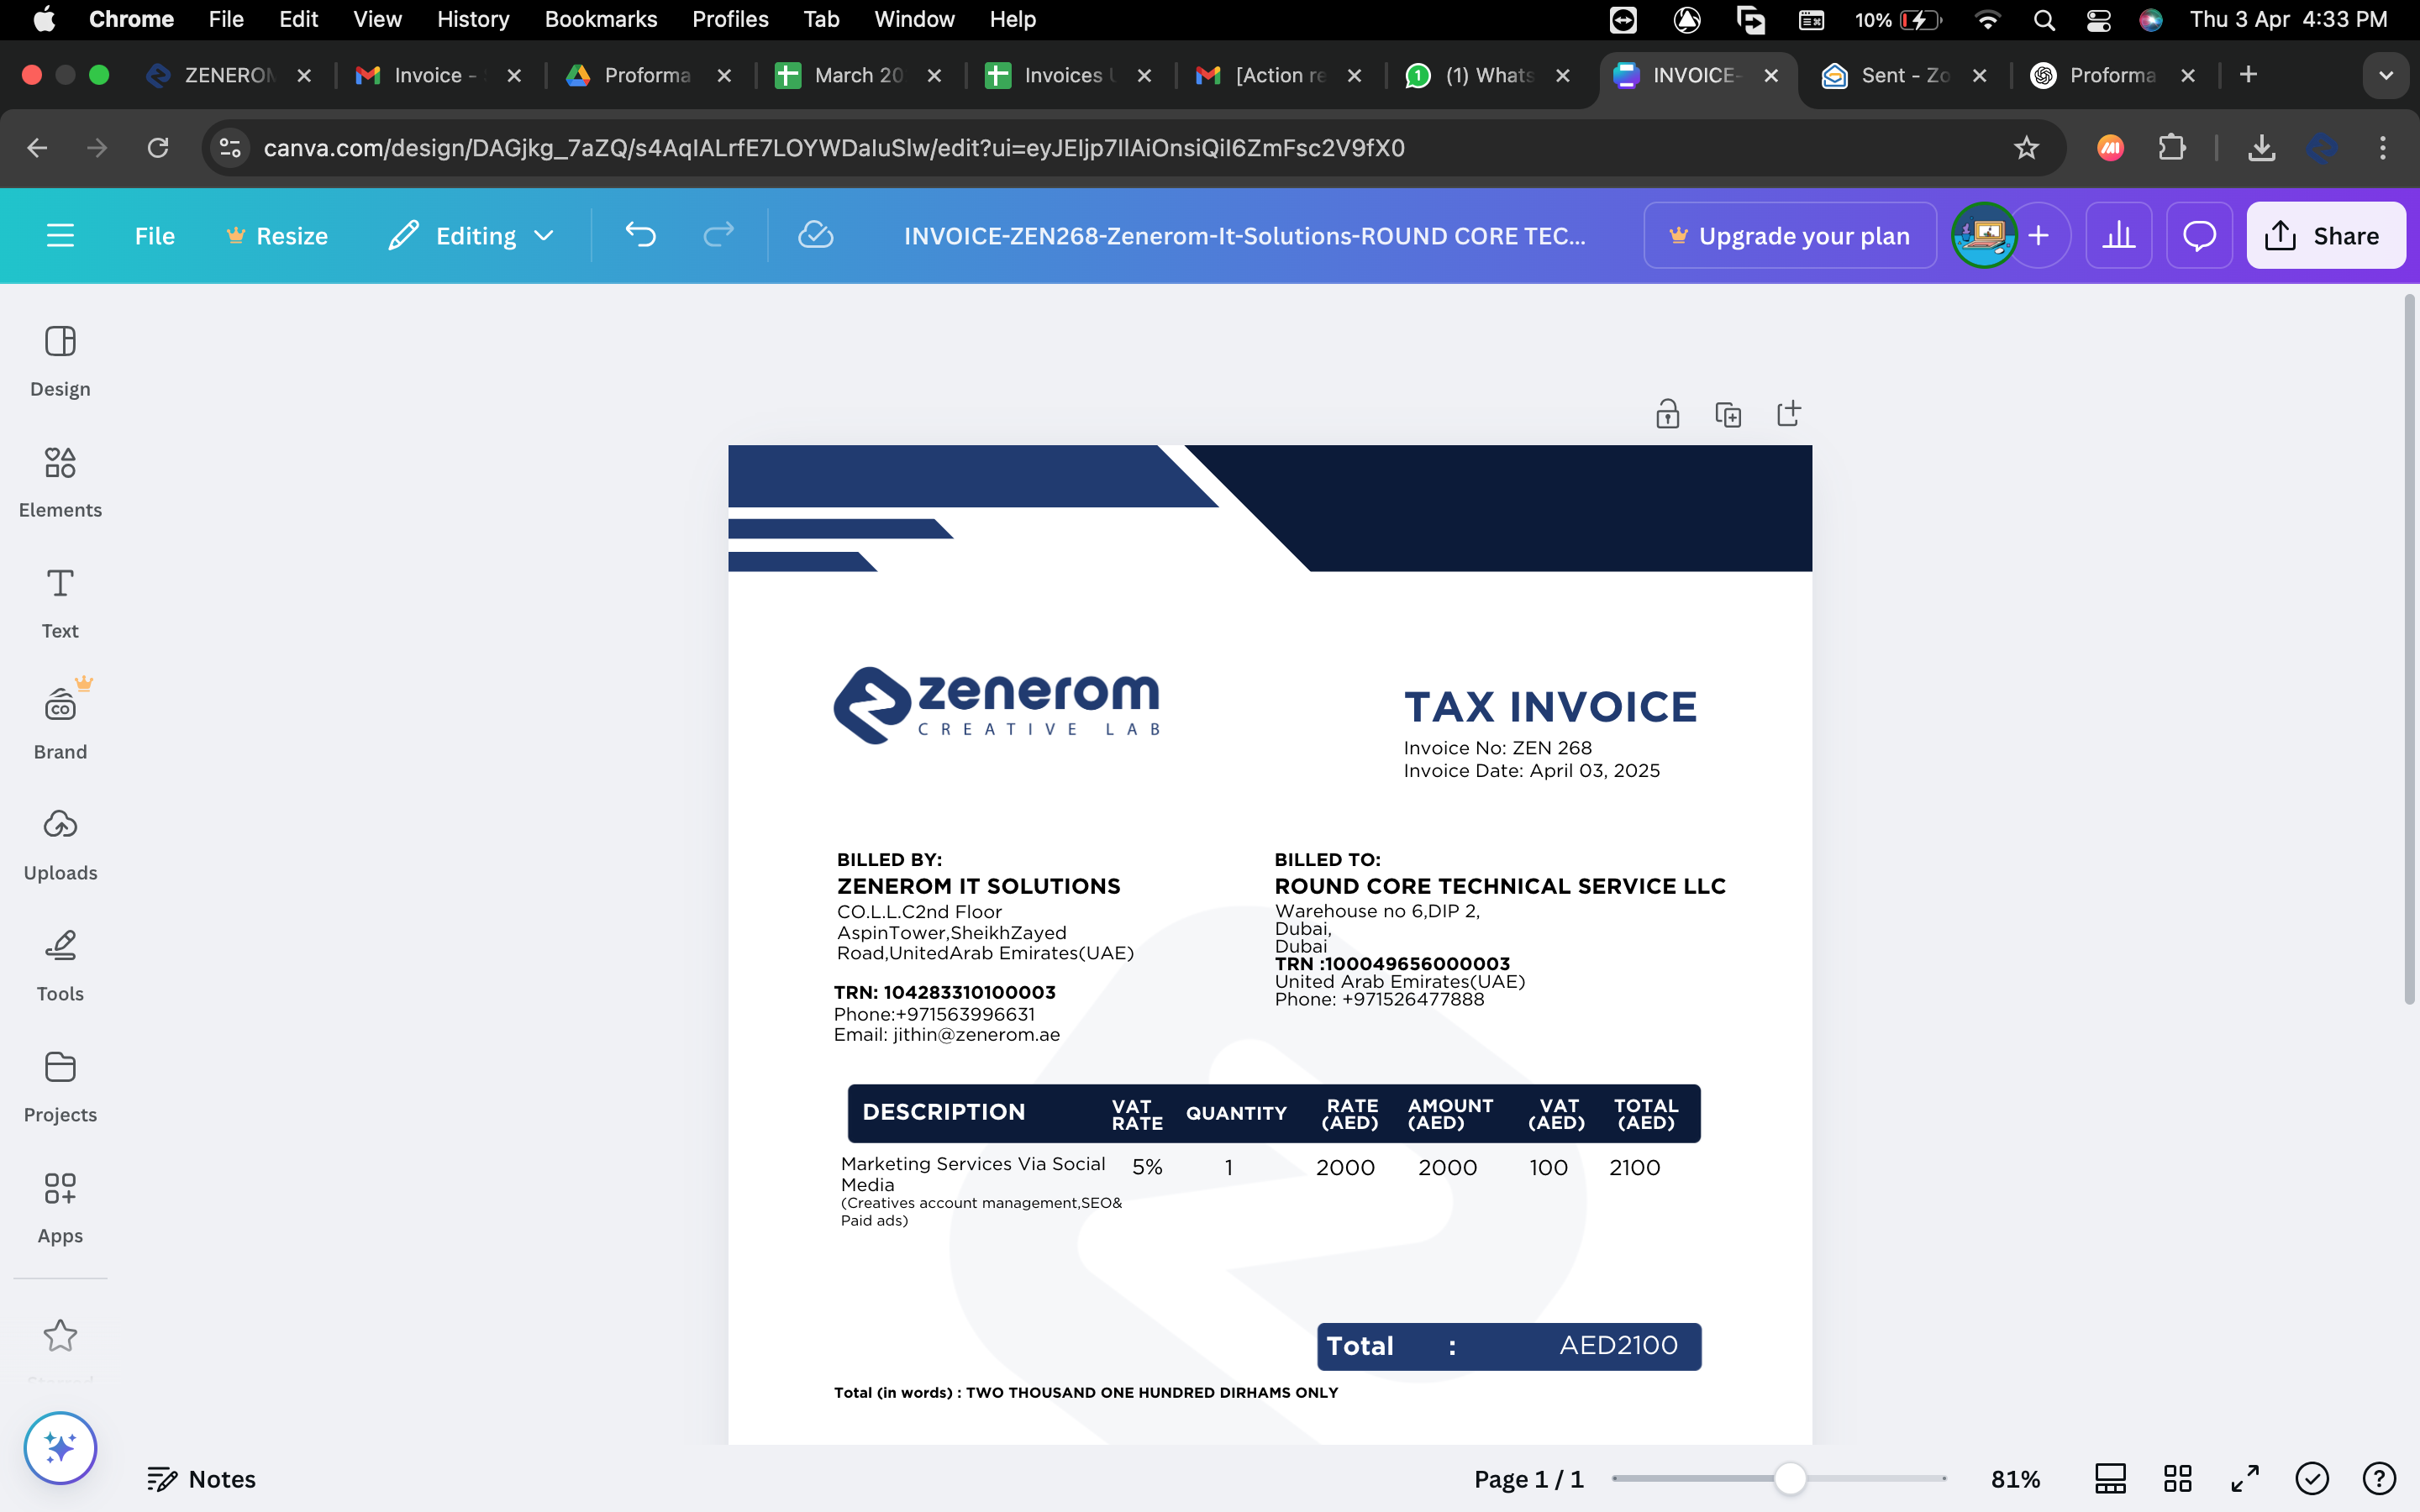 Chrome File Edit View History Bookmarks Profiles Tab Window Help 10% Thu 3 Apr 4:33 PM
ZENERO Invoice - Proforma March 20 Invoices [Action re (1) Whats INVOICE- Sent - Zo Proforma
canva.com/design/DAGjkg_7aZQ/s4AqIALrfE7LOYWDaIuSlw/edit?ui=eyJEIjp7IlAiOnsiQiI6ZmFsc2V9fX0
File Resize Editing INVOICE-ZEN268-Zenerom-It-Solutions-ROUND CORE TEC... Upgrade your plan Share
Design
Elements
Text
Brand
Uploads
Tools
Projects
Apps
zenerom
CREATIVE LAB
TAX INVOICE
Invoice No: ZEN 268
Invoice Date: April 03, 2025
BILLED BY:
ZENEROM IT SOLUTIONS
CO.L.L.C2nd Floor
AspinTower,SheikhZayed
Road,UnitedArab Emirates(UAE)
TRN: 104283310100003
Phone:+971563996631
Email: jithin@zenerom.ae
BILLED TO:
ROUND CORE TECHNICAL SERVICE LLC
Warehouse no 6,DIP 2,
Dubai,
Dubai
TRN :100049656000003
United Arab Emirates(UAE)
Phone: +971526477888
DESCRIPTION VAT RATE QUANTITY RATE (AED) AMOUNT (AED) VAT (AED) TOTAL (AED)
Marketing Services Via Social 5% 1 2000 2000 100 2100
Media
(Creatives account management,SEO&
Paid ads)
Total : AED2100
Total (in words) : TWO THOUSAND ONE HUNDRED DIRHAMS ONLY
Notes Page 1 / 1 81%